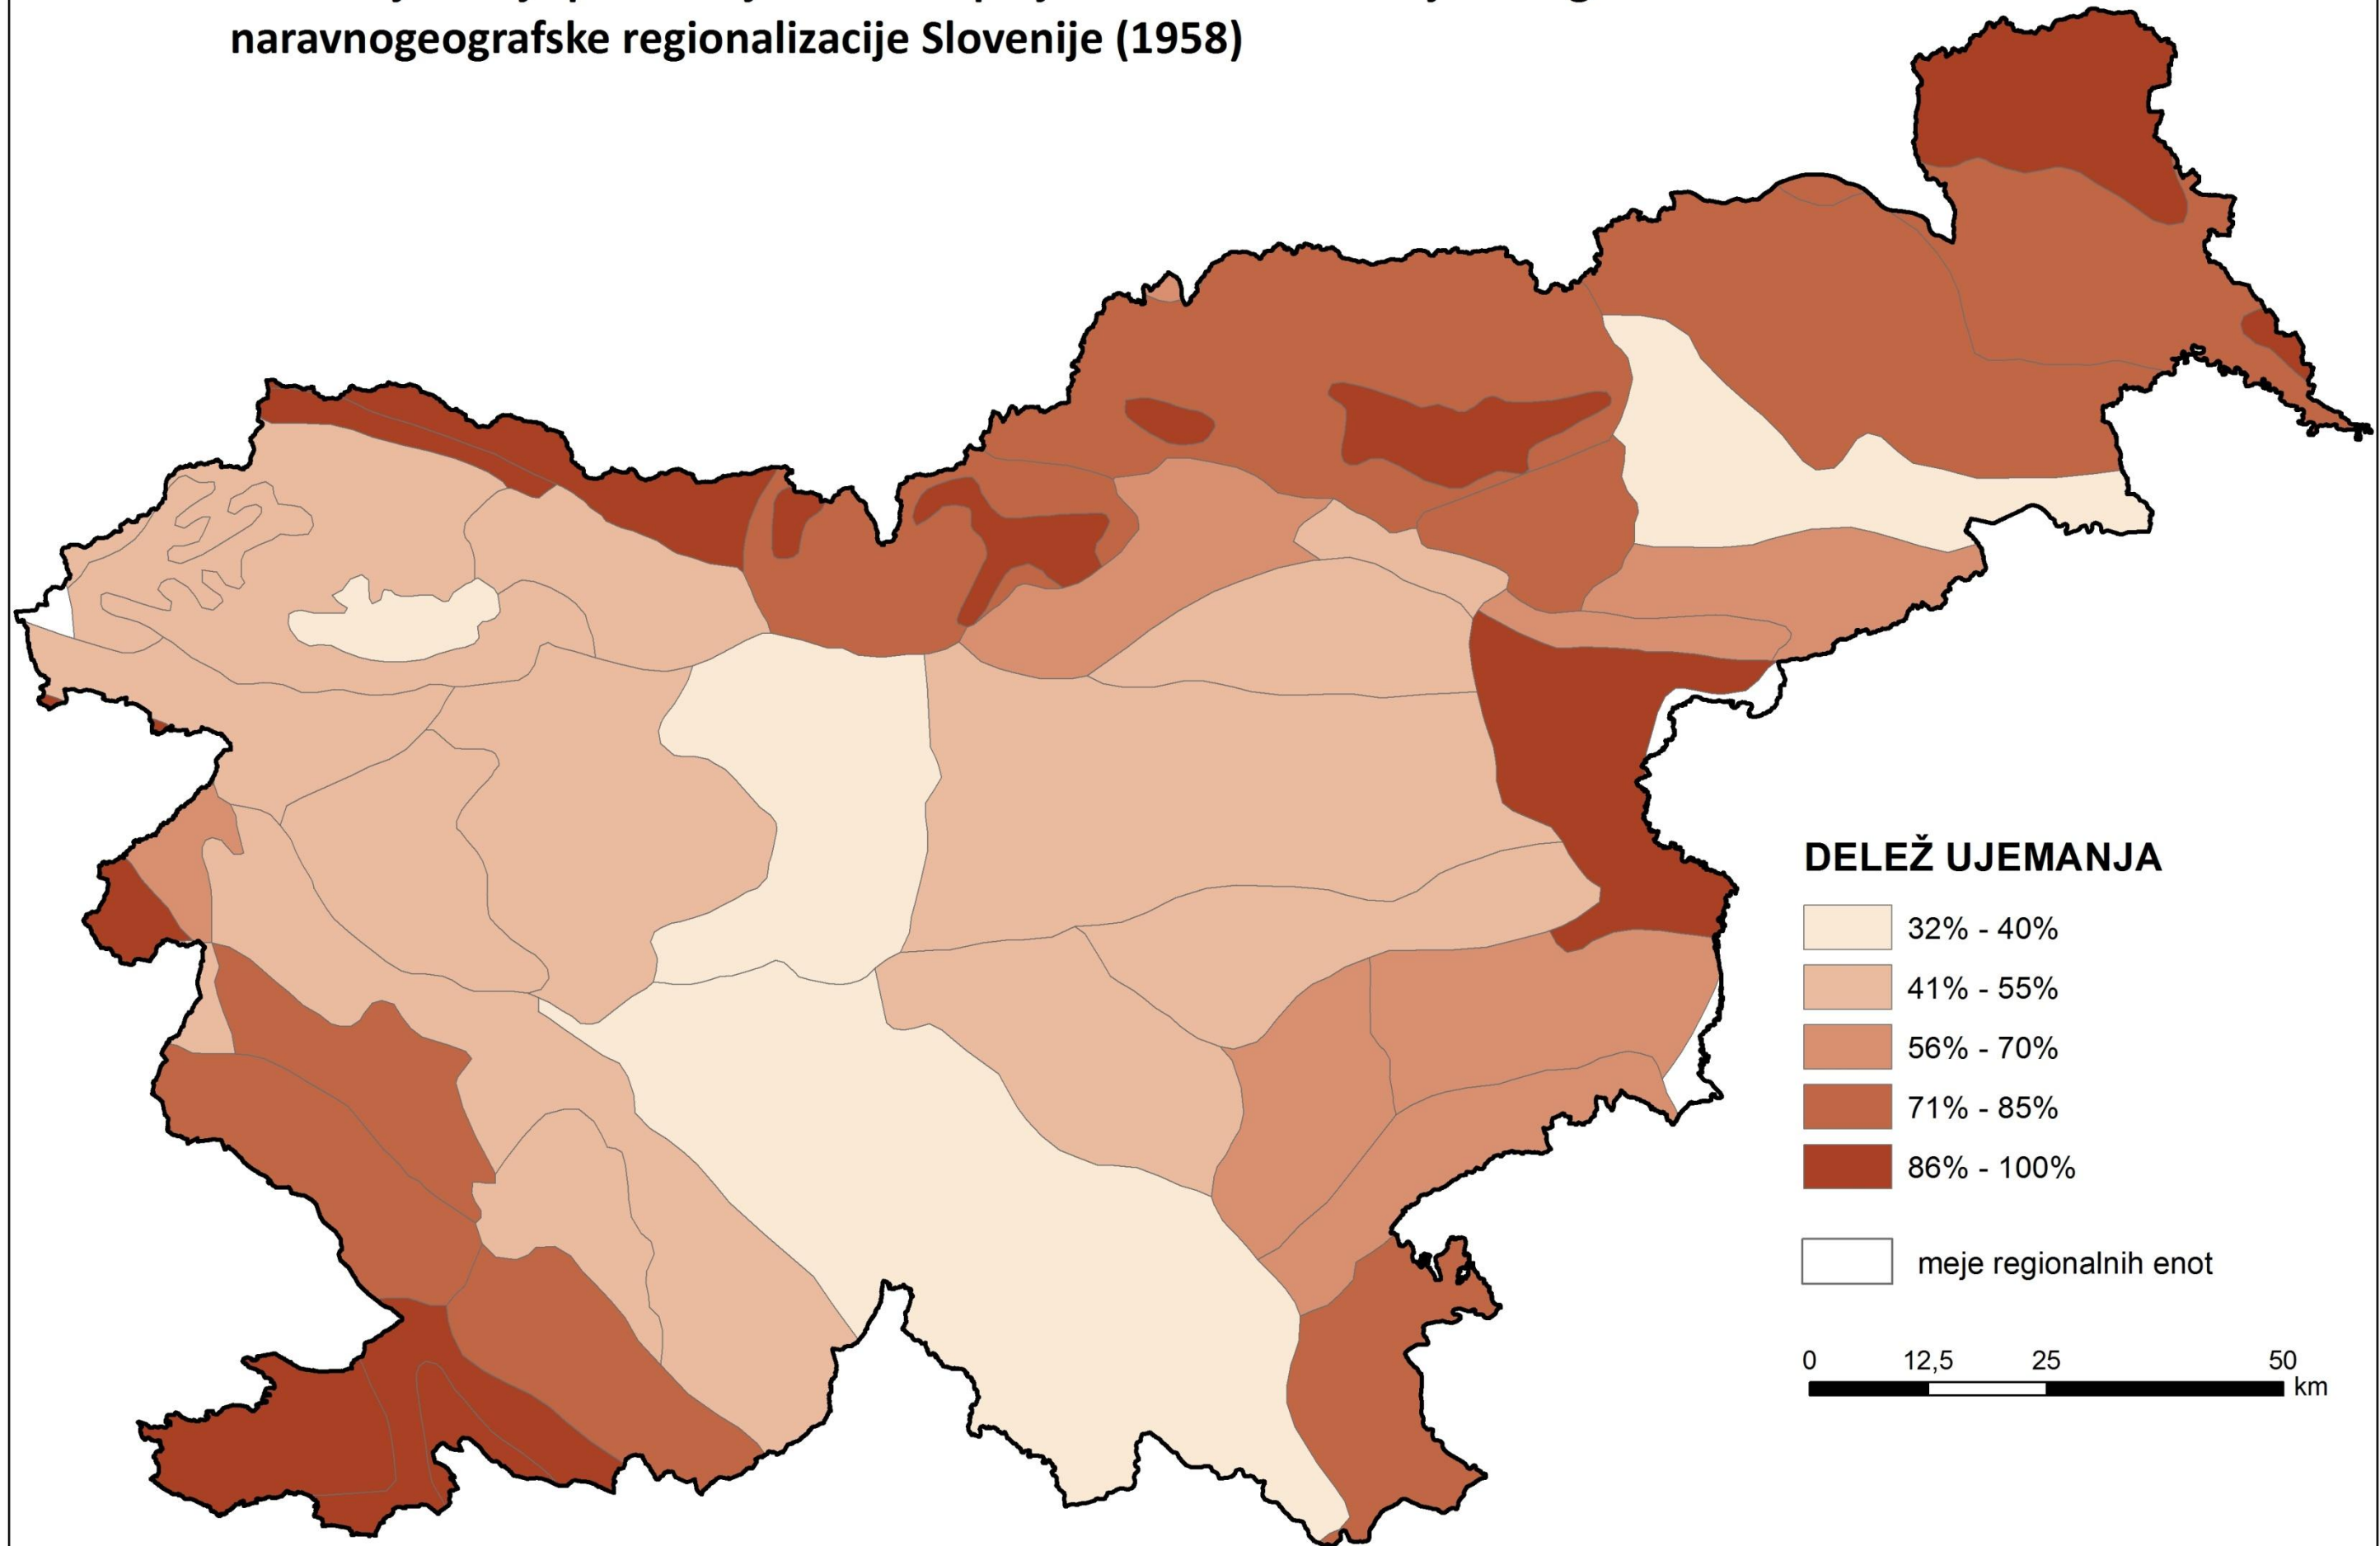 naravnogeografske regionalizacije Slovenije (1958)
DELEŽ UJEMANJA
32% - 40%
41% - 55%
56% - 70%
71% - 85%
86% - 100%
meje regionalnih enot
0 12,5 25 50
km